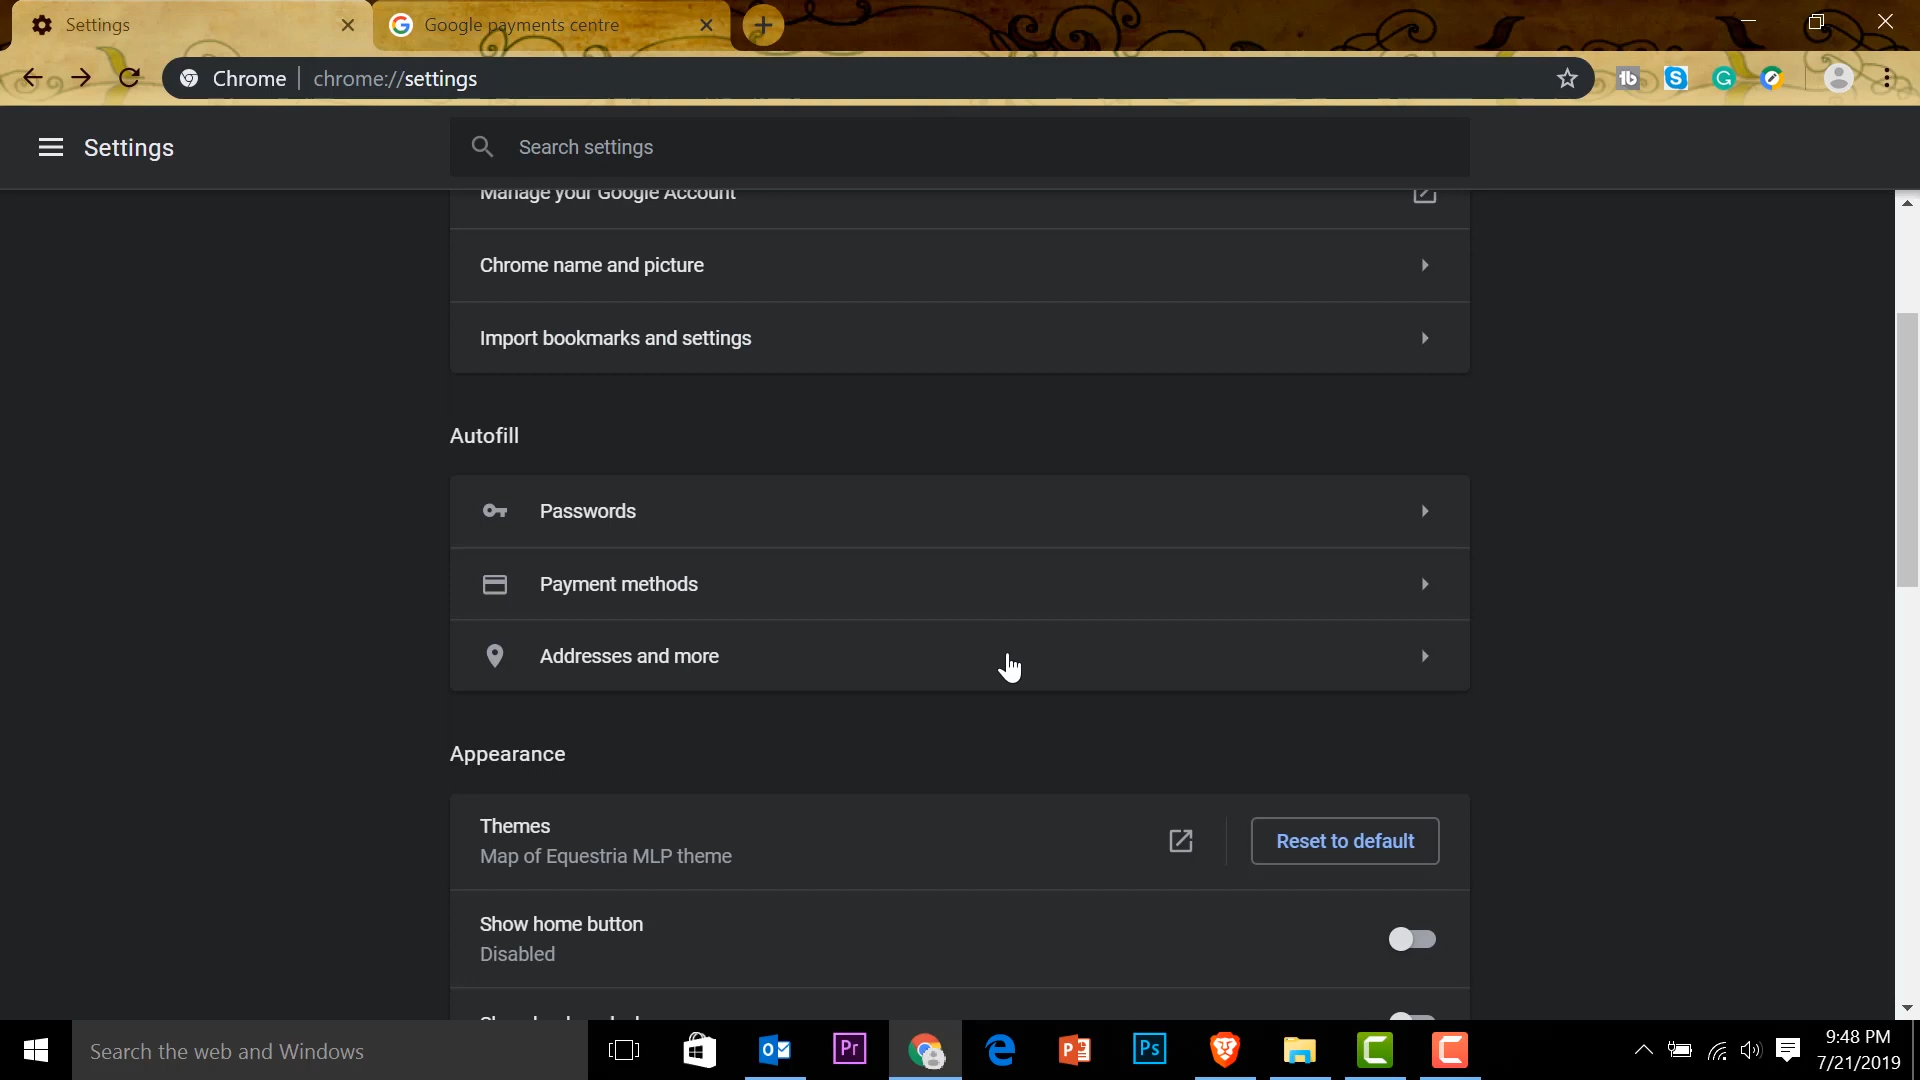 Settings
Google payments centre
Chrome
chrome://settings
Settings
Search settings
Manage your Google Account
Chrome name and picture
Import bookmarks and settings
Autofill
Passwords
Payment methods
Addresses and more
Appearance
Themes
Map of Equestria MLP theme
Reset to default
Show home button
Disabled
Search the web and Windows
9:48 PM
7/21/2019